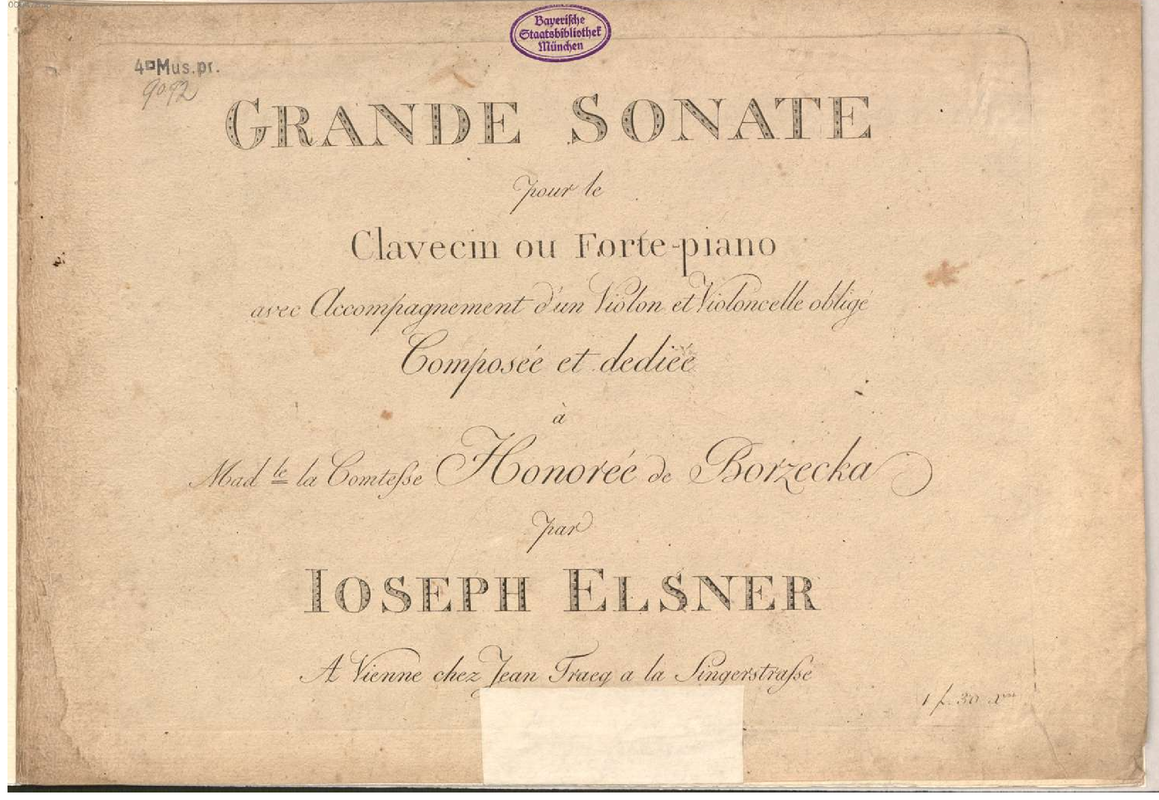 Bayerische
Staatsbibliothek
München
4° Mus.pr.
9092
GRANDE SONATE
pour le
Clavecin ou Forte-piano
avec Accompagnement d'un Violon et Violoncelle obligé
Composée et dediée
à
Mad.le la Comteſse Honorée de Borzecka
par
IOSEPH ELSNER
A Vienne chez Jean Traeg a la Singerstraſse
1 f. 30 x